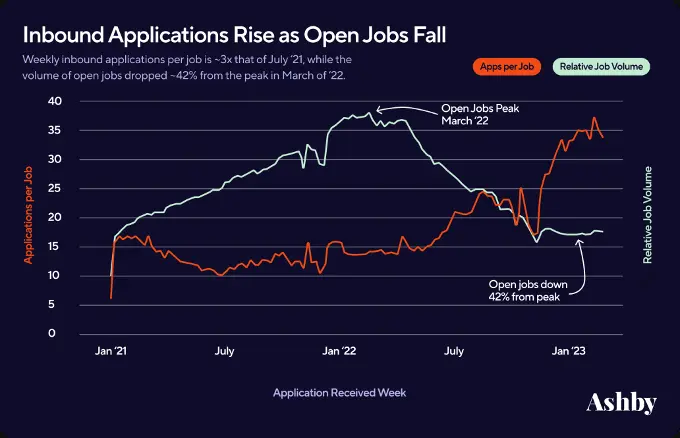 Inbound Applications Rise as Open Jobs Fall
Weekly inbound applications per job is ~3x that of July ’21, while the
volume of open jobs dropped ~42% from the peak in March of ’22.
Apps per Job
Relative Job Volume
40
35
30
25
20
15
10
5
0
Applications per Job
Relative Job Volume
Open Jobs Peak
March ’22
Open jobs down
42% from peak
Jan ’21
July
Jan ’22
July
Jan ’23
Application Received Week
Ashby